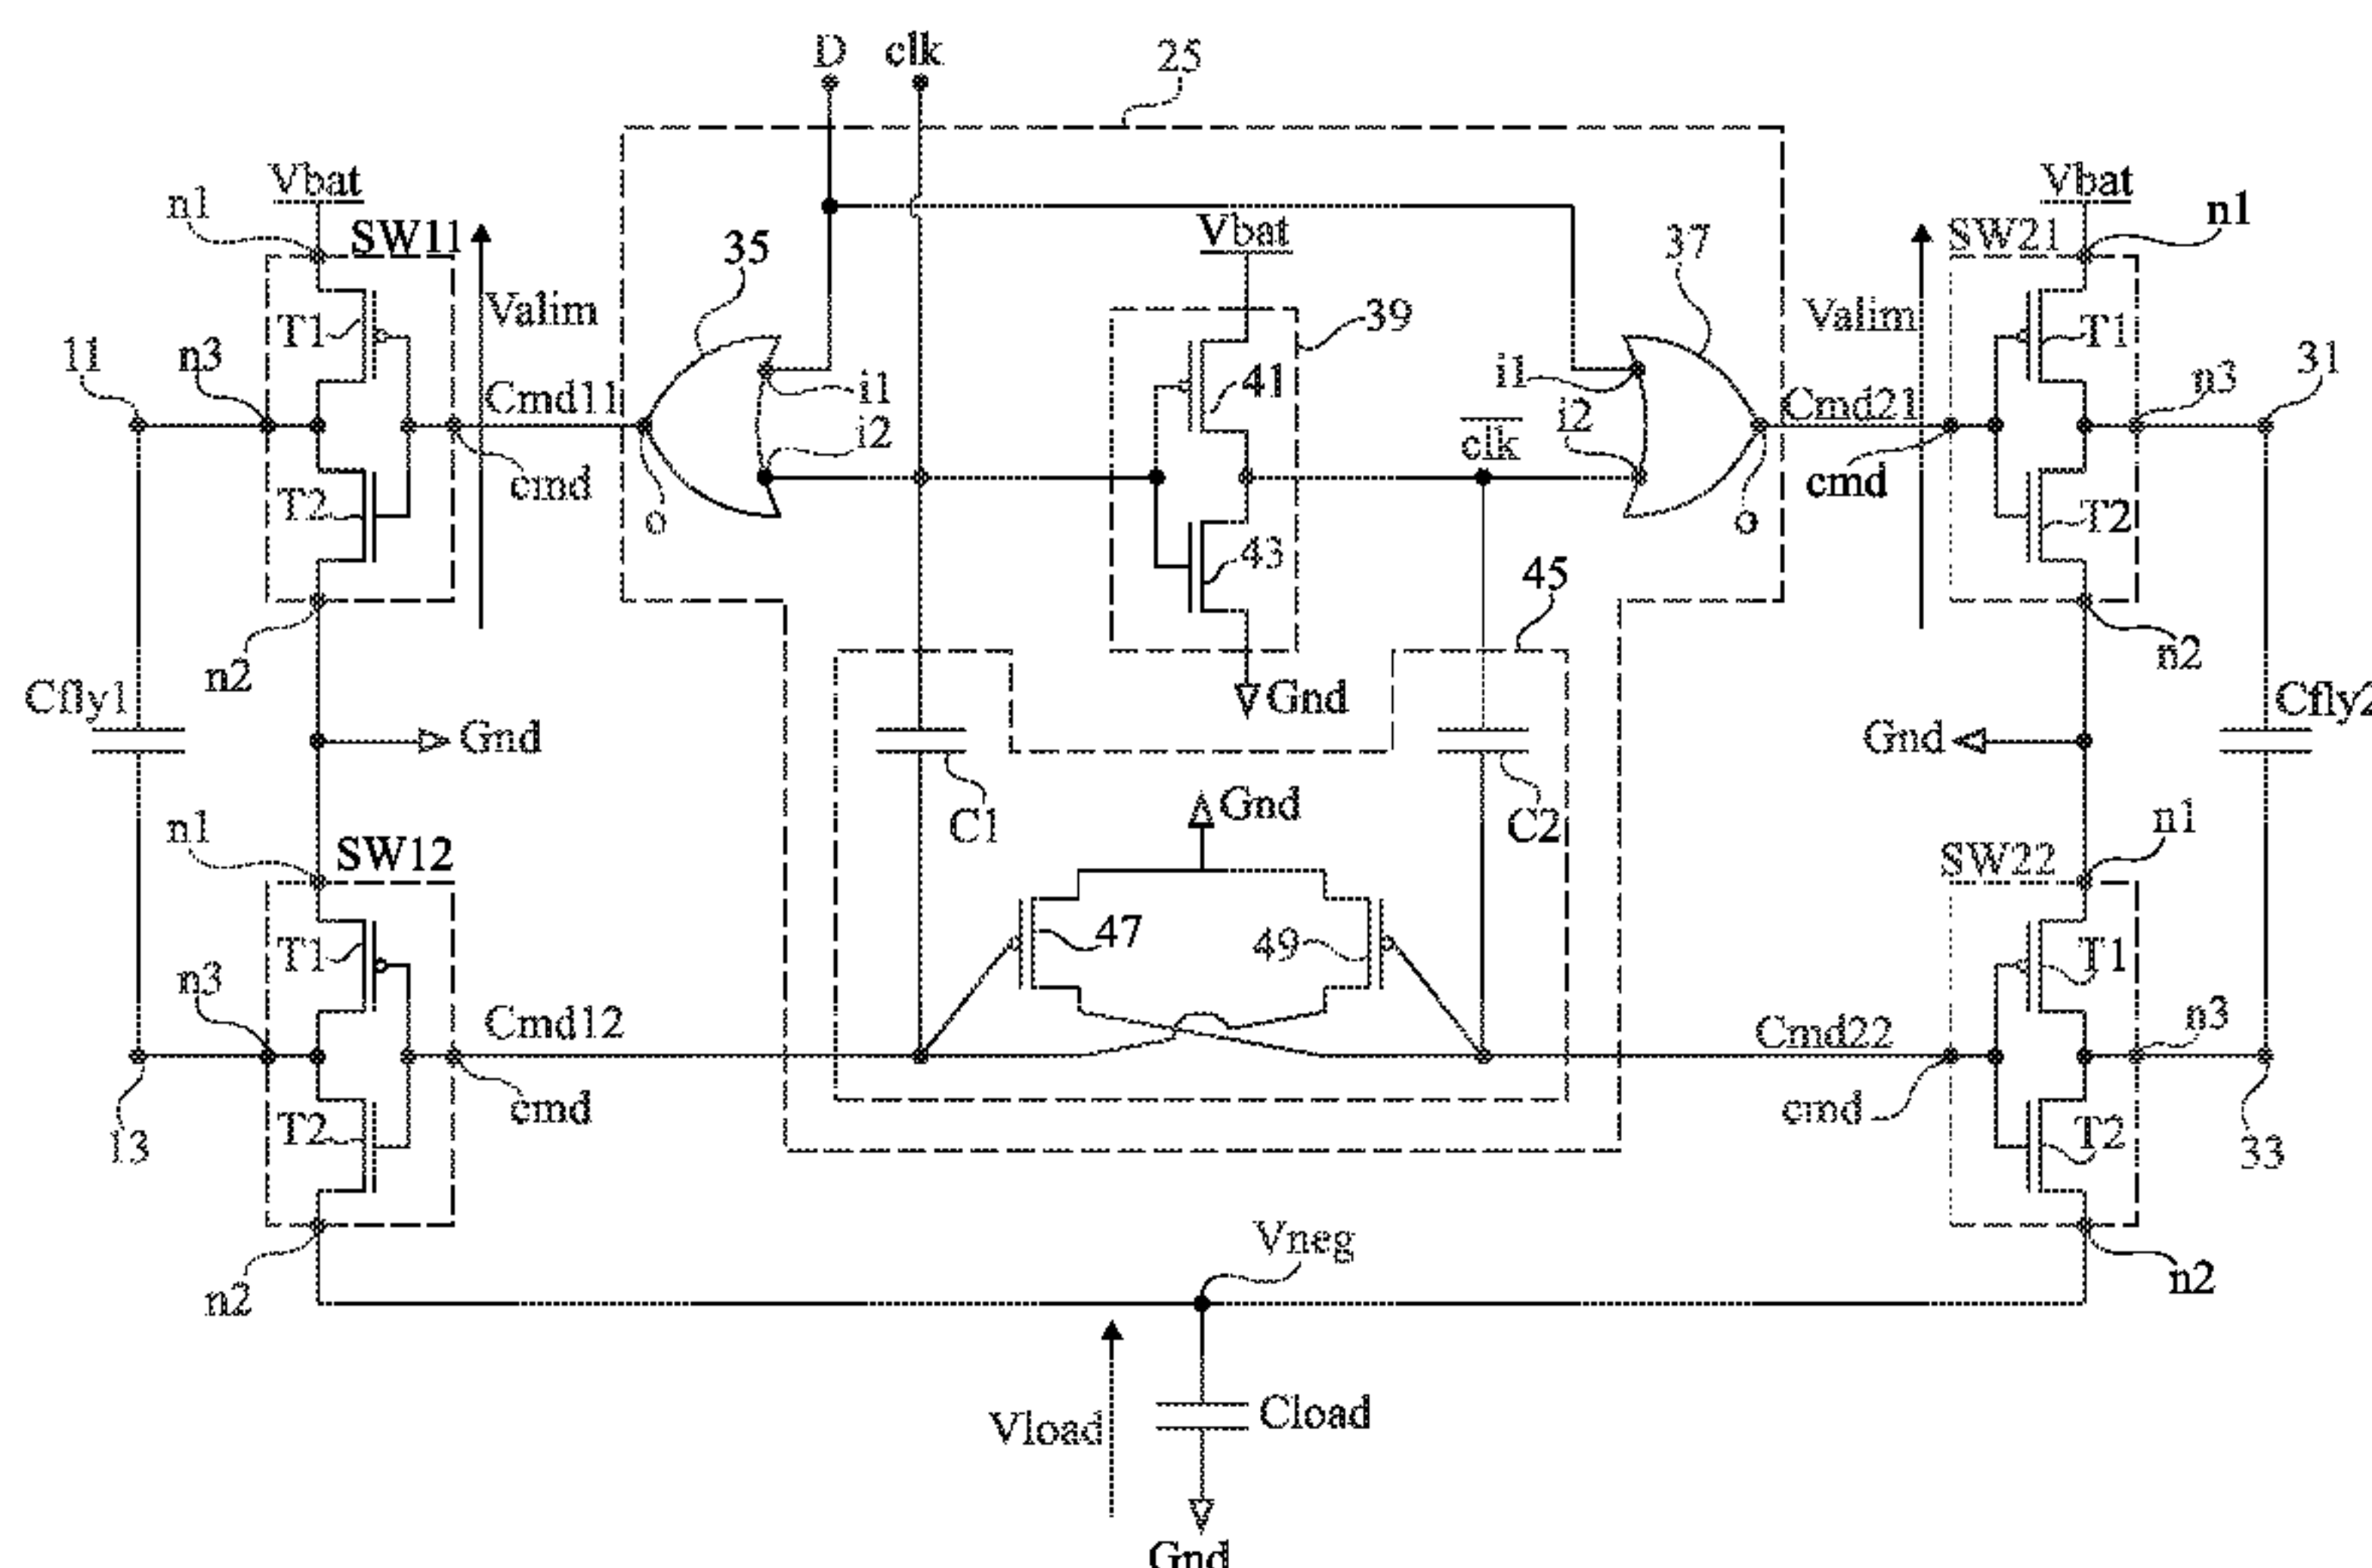 D clk 25
Vbat Vbat
n1 n1
SW11 SW21
Vbat
35 37
T1 Valim 39 Valim T1
11 n3 n3 31
Cmd11 i1 41 i1 Cmd21
i2 clk i2
cmd cmd
T2 o 43 o T2
45
n2 n2
Cfly1 Gnd Cfly2
Gnd Gnd
C1 Gnd C2
n1 n1
SW12 SW22
T1 47 49 T1
n3 n3
Cmd12 Cmd22
cmd cmd
13 T2 T2 33
Vneg
n2 n2
Vload Cload
Gnd